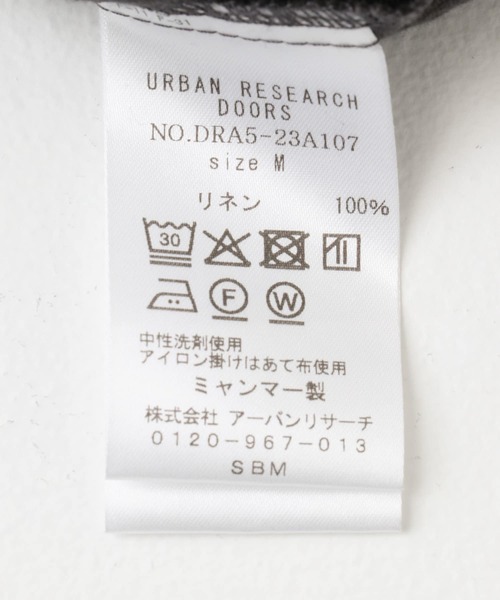 URBAN RESEARCH
DOORS
NO.DRA5-23A107
size M
リネン 100%
30
F W
中性洗剤使用
アイロン掛けはあて布使用
ミャンマー製
株式会社 アーバンリサーチ
0120-967-013
SBM